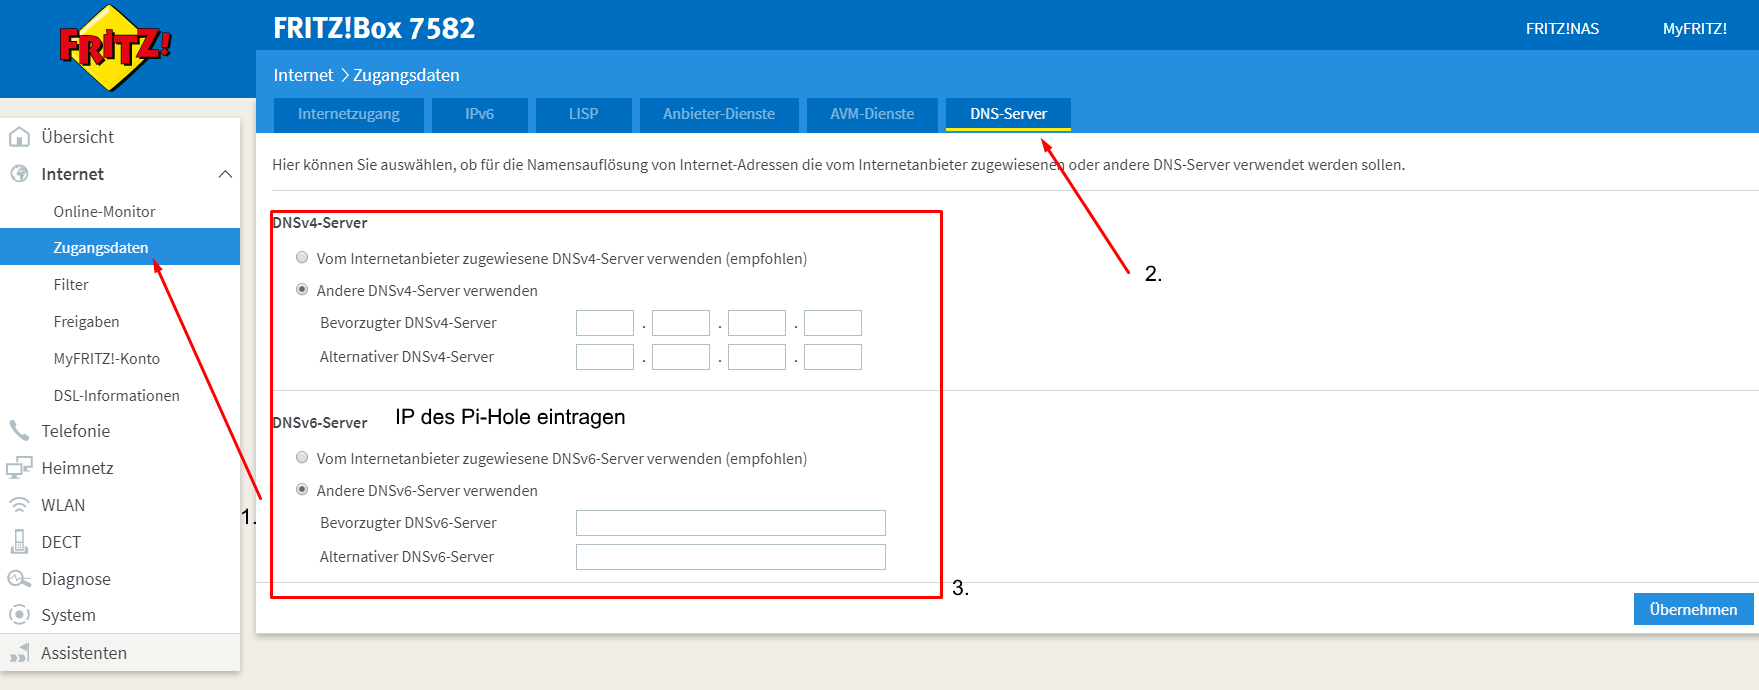 FRITZ!
FRITZ!Box 7582
FRITZ!NAS
MyFRITZ!
Internet > Zugangsdaten
Internetzugang
IPv6
LISP
Anbieter-Dienste
AVM-Dienste
DNS-Server
Übersicht
Internet
Online-Monitor
Zugangsdaten
Filter
Freigaben
MyFRITZ!-Konto
DSL-Informationen
Telefonie
Heimnetz
WLAN
DECT
Diagnose
System
Assistenten
1.
Hier können Sie auswählen, ob für die Namensauflösung von Internet-Adressen die vom Internetanbieter zugewiesenen oder andere DNS-Server verwendet werden sollen.
2.
DNSv4-Server
Vom Internetanbieter zugewiesene DNSv4-Server verwenden (empfohlen)
Andere DNSv4-Server verwenden
Bevorzugter DNSv4-Server . . .
Alternativer DNSv4-Server . . .
DNSv6-Server IP des Pi-Hole eintragen
Vom Internetanbieter zugewiesene DNSv6-Server verwenden (empfohlen)
Andere DNSv6-Server verwenden
Bevorzugter DNSv6-Server
Alternativer DNSv6-Server
3.
Übernehmen